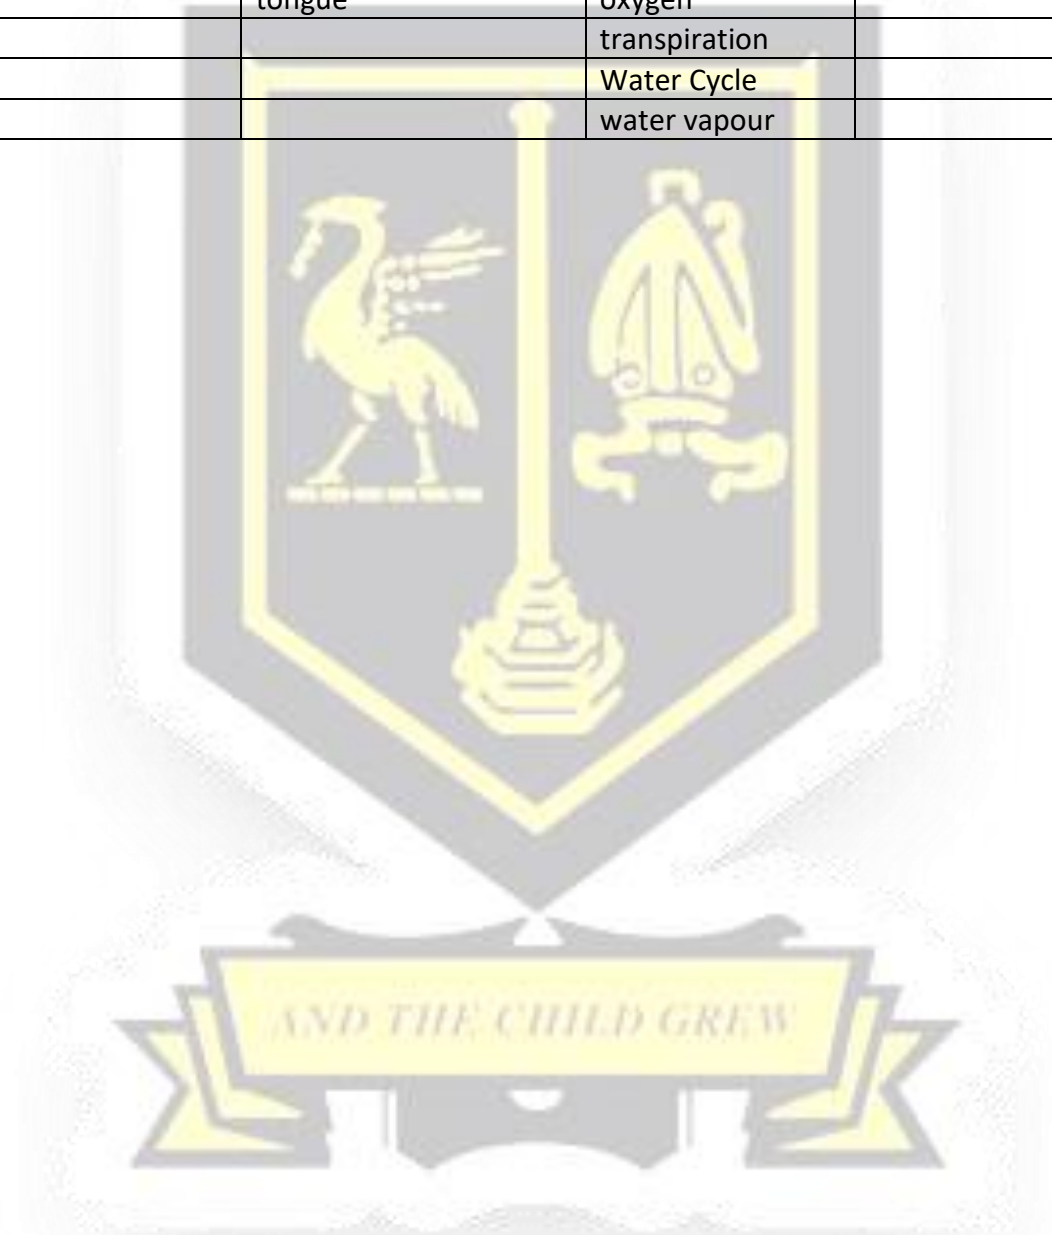 tongue oxygen
transpiration
Water Cycle
water vapour
AND THE CHILD GREW